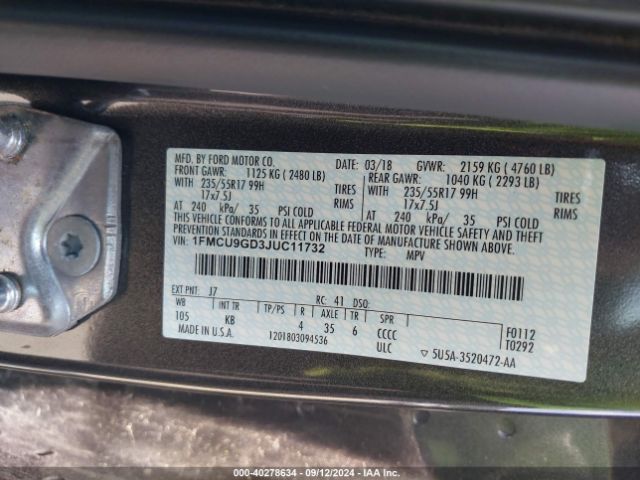 MFD. BY FORD MOTOR CO. DATE: 03/18 GVWR: 2159 KG ( 4760 LB)
FRONT GAWR: 1125 KG ( 2480 LB) REAR GAWR: 1040 KG ( 2293 LB)
WITH 235/55R17 99H TIRES WITH 235/55R17 99H TIRES
17x7.5J RIMS 17x7.5J RIMS
AT 240 kPa/ 35 PSI COLD AT 240 kPa/ 35 PSI COLD
THIS VEHICLE CONFORMS TO ALL APPLICABLE FEDERAL MOTOR VEHICLE SAFETY AND THEFT
PREVENTION STANDARDS IN EFFECT ON THE DATE OF MANUFACTURE SHOWN ABOVE.
VIN: 1FMCU9GD3JUC11732 TYPE: MPV
EXT PNT: J7 RC: 41 DSO:
WB INT TR TP/PS R AXLE TR SPR
105 KB 4 35 6 CCCC F0112
MADE IN U.S.A. 1201803094536 ULC T0292
▽ 5U5A-3520472-AA
000-40278634 - 09/12/2024 - IAA Inc.